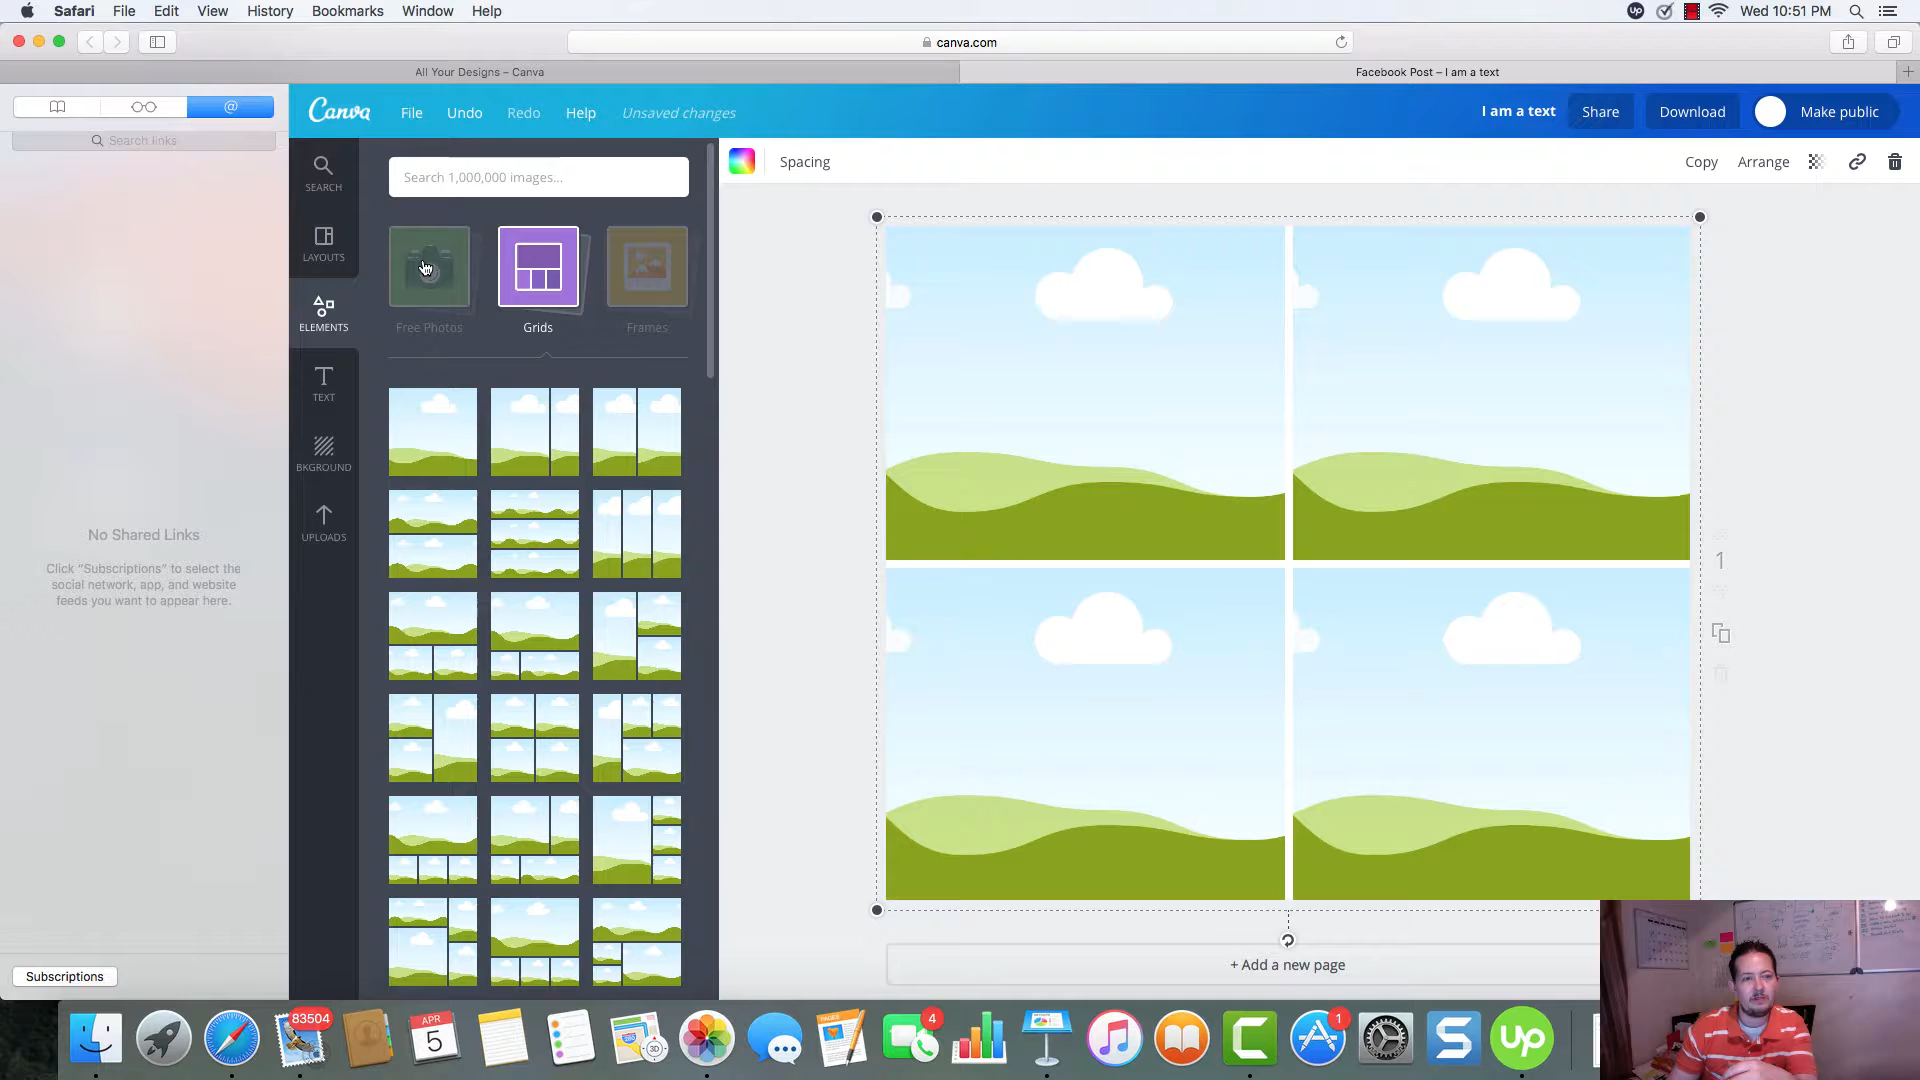 Safari File Edit View History Bookmarks Window Help
up
Wed 10:51 PM
canva.com
All Your Designs – Canva
Facebook Post – I am a text
@
Search links
Canva
File Undo Redo Help Unsaved changes
I am a text Share Download Make public
SEARCH
LAYOUTS
ELEMENTS
TEXT
BKGROUND
UPLOADS
Search 1,000,000 images...
Free Photos Grids Frames
Spacing
Copy Arrange
1
+ Add a new page
No Shared Links
Click “Subscriptions” to select the
social network, app, and website
feeds you want to appear here.
Subscriptions
83504
APR
5
3D
PAGES
4
1
S
up